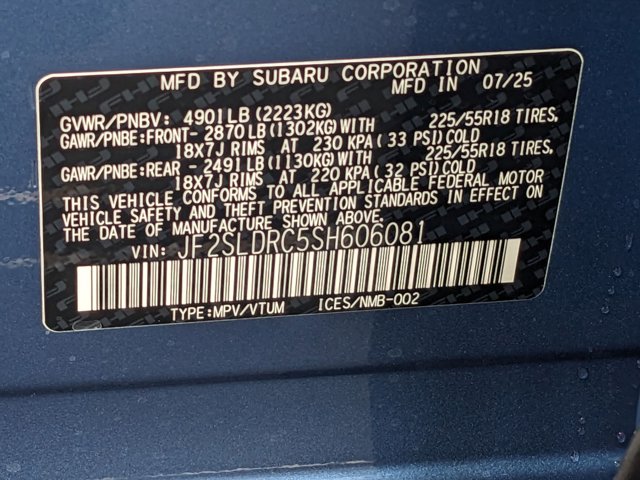 MFD BY SUBARU CORPORATION
MFD IN 07/25
GVWR/PNBV: 4901LB (2223KG)
GAWR/PNBE:FRONT- 2870LB (1302KG)WITH 225/55R18 TIRES,
18X7J RIMS AT 230 KPA (33 PSI)COLD
GAWR/PNBE:REAR - 2491LB (1130KG)WITH 225/55R18 TIRES,
18X7J RIMS AT 220 KPA (32 PSI)COLD
THIS VEHICLE CONFORMS TO ALL APPLICABLE FEDERAL MOTOR
VEHICLE SAFETY AND THEFT PREVENTION STANDARDS IN EFFECT ON
THE DATE OF MANUFACTURE SHOWN ABOVE.
VIN: JF2SLDRC5SH606081
TYPE:MPV/VTUM ICES/NMB-002